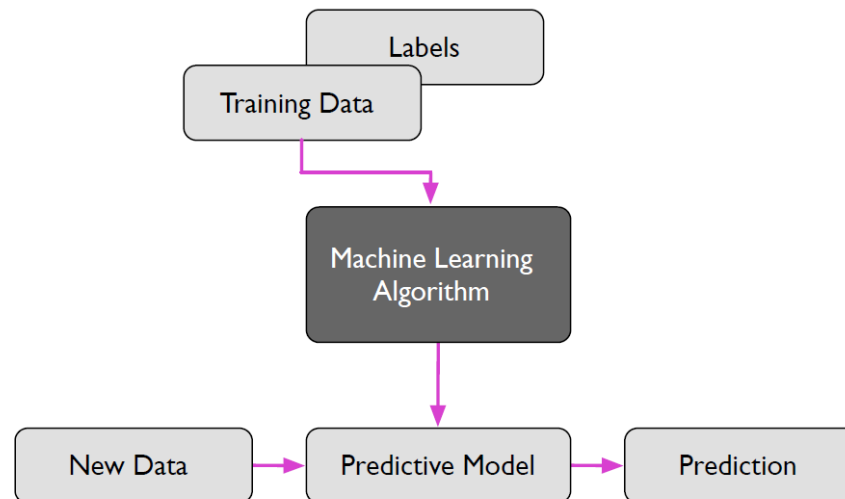 Labels
Training Data
Machine Learning
Algorithm
New Data
Predictive Model
Prediction